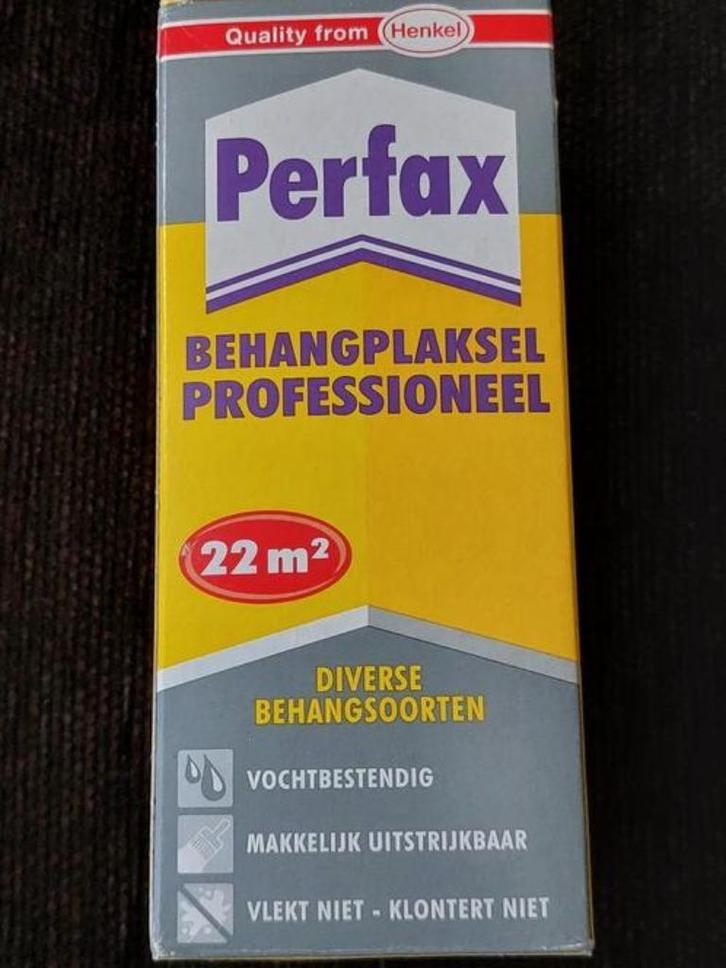 Quality from Henkel
Perfax
BEHANGPLAKSEL
PROFESSIONEEL
22 m²
DIVERSE
BEHANGSOORTEN
VOCHTBESTENDIG
MAKKELIJK UITSTRIJKBAAR
VLEKT NIET - KLONTERT NIET